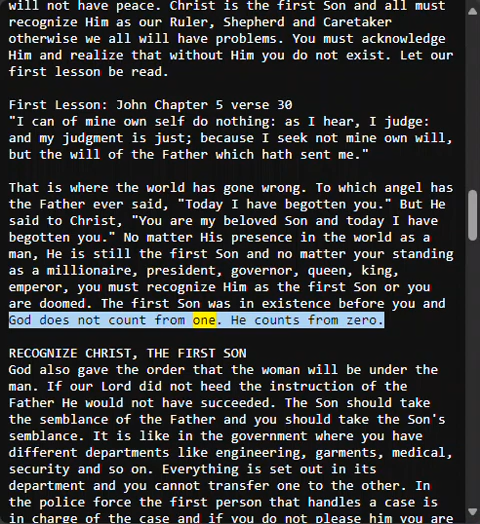 will not have peace. Christ is the first Son and all must
recognize Him as our Ruler, Shepherd and Caretaker
otherwise we all will have problems. You must acknowledge
Him and realize that without Him you do not exist. Let our
first lesson be read.
First Lesson: John Chapter 5 verse 30
"I can of mine own self do nothing: as I hear, I judge:
and my judgment is just; because I seek not mine own will,
but the will of the Father which hath sent me."
That is where the world has gone wrong. To which angel has
the Father ever said, "Today I have begotten you." But He
said to Christ, "You are my beloved Son and today I have
begotten you." No matter His presence in the world as a
man, He is still the first Son and no matter your standing
as a millionaire, president, governor, queen, king,
emperor, you must recognize Him as the first Son or you
are doomed. The first Son was in existence before you and
God does not count from one. He counts from zero.
RECOGNIZE CHRIST, THE FIRST SON
God also gave the order that the woman will be under the
man. If our Lord did not heed the instruction of the
Father He would not have succeeded. The Son should take
the semblance of the Father and you should take the Son's
semblance. It is like in the government where you have
different departments like engineering, garments, medical,
security and so on. Everything is set out in its
department and you cannot transfer one to the other. In
the police force the first person that handles a case is
in charge of the case and if you do not please him you are